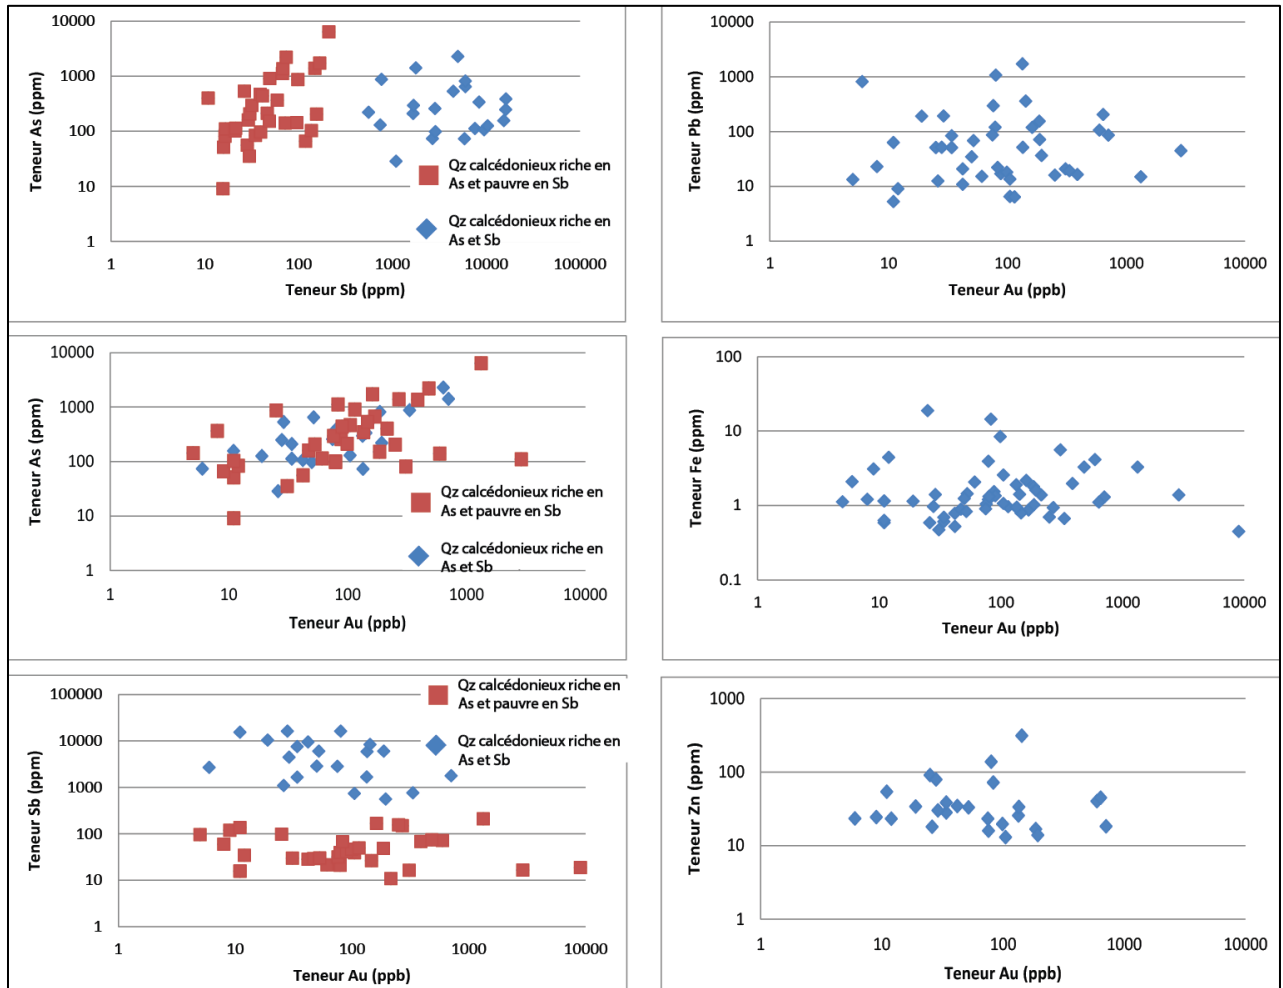 10000
1000
100
10
1
Teneur As (ppm)
1 10 100 1000 10000 100000
Teneur Sb (ppm)
Qz calcédonieux riche en
As et pauvre en Sb
Qz calcédonieux riche en
As et Sb
10000
1000
100
10
1
Teneur Pb (ppm)
1 10 100 1000 10000
Teneur Au (ppb)
10000
1000
100
10
1
Teneur As (ppm)
1 10 100 1000 10000
Teneur Au (ppb)
Qz calcédonieux riche en
As et pauvre en Sb
Qz calcédonieux riche en
As et Sb
100
10
1
0.1
Teneur Fe (ppm)
1 10 100 1000 10000
Teneur Au (ppb)
100000
10000
1000
100
10
1
Teneur Sb (ppm)
1 10 100 1000 10000
Teneur Au (ppb)
Qz calcédonieux riche en
As et pauvre en Sb
Qz calcédonieux riche en
As et Sb
1000
100
10
1
Teneur Zn (ppm)
1 10 100 1000 10000
Teneur Au (ppb)